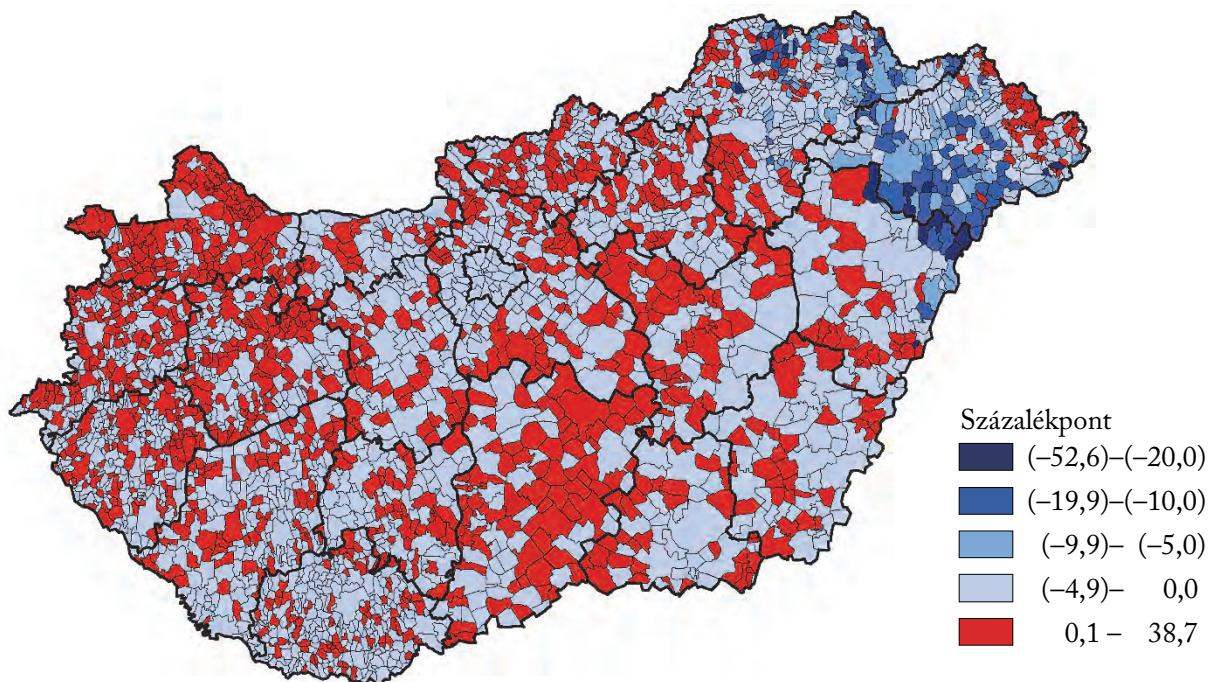 Százalékpont
(–52,6)–(–20,0)
(–19,9)–(–10,0)
(–9,9)– (–5,0)
(–4,9)– 0,0
0,1 – 38,7